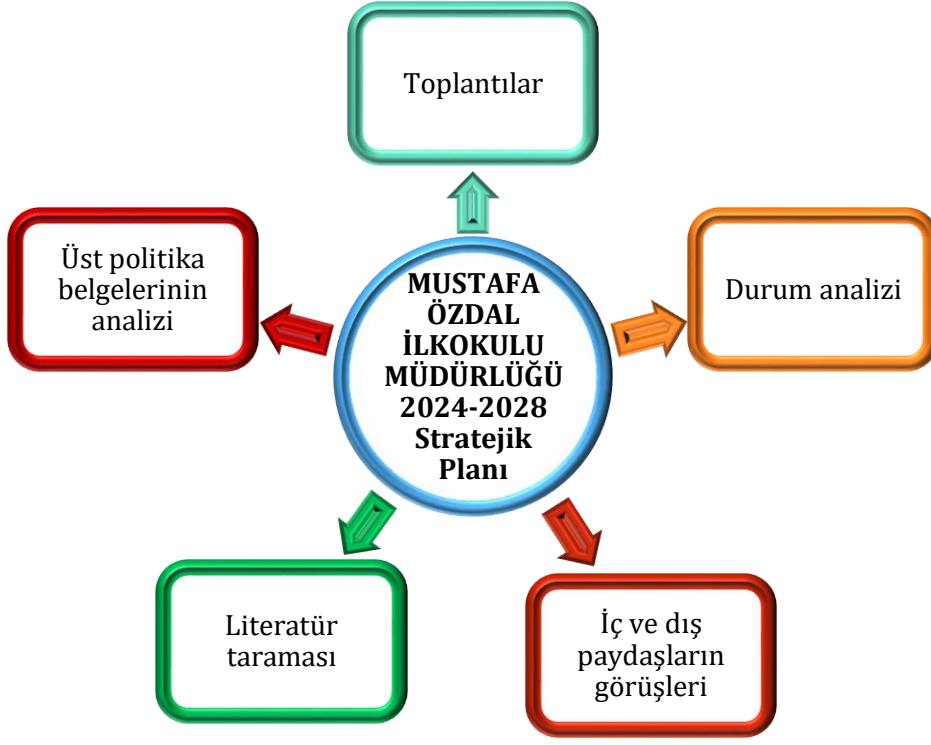 Toplantılar
Üst politika
belgelerinin
analizi
MUSTAFA
ÖZDAL
İLKOKULU
MÜDÜRLÜĞÜ
2024-2028
Stratejik
Planı
Durum analizi
Literatür
taraması
İç ve dış
paydaşların
görüşleri